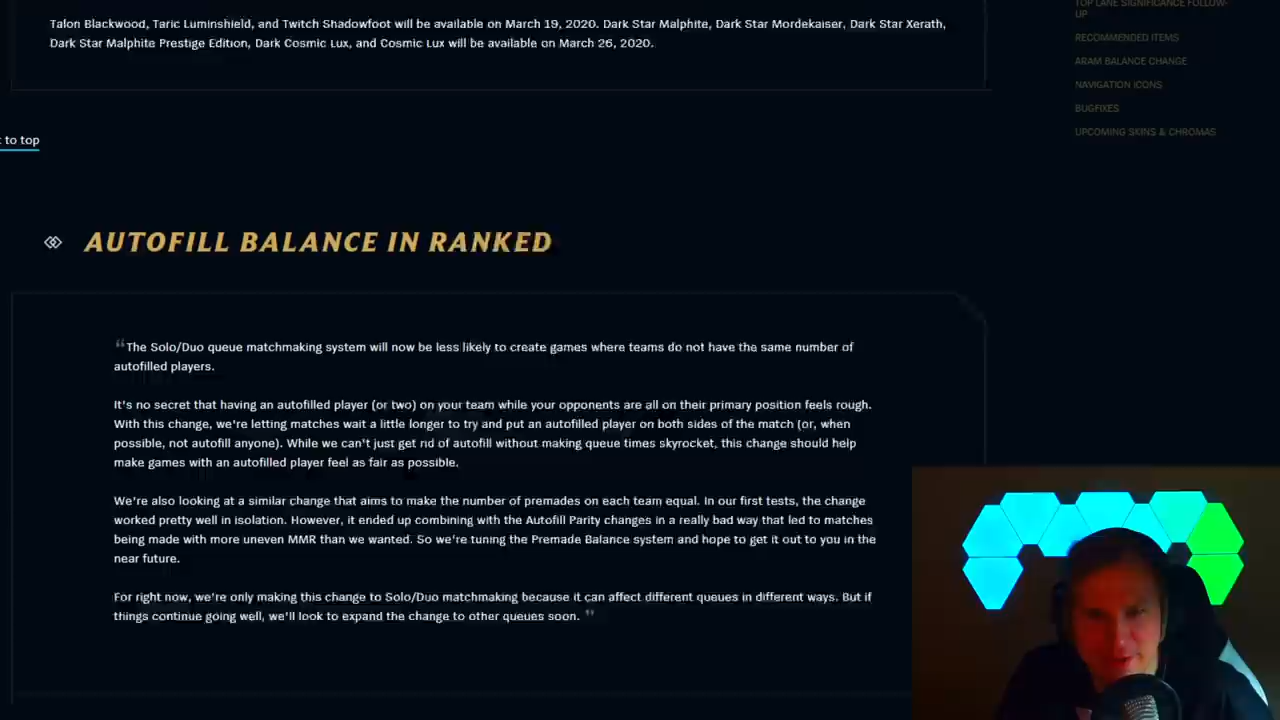 Talon Blackwood, Taric Luminshield, and Twitch Shadowfoot will be available on March 19, 2020. Dark Star Malphite, Dark Star Mordekaiser, Dark Star Xerath,
Dark Star Malphite Prestige Edition, Dark Cosmic Lux, and Cosmic Lux will be available on March 26, 2020.
TOP LANE SIGNIFICANCE FOLLOW-
UP
RECOMMENDED ITEMS
ARAM BALANCE CHANGE
NAVIGATION ICONS
BUGFIXES
UPCOMING SKINS & CHROMAS
to top
AUTOFILL BALANCE IN RANKED
“The Solo/Duo queue matchmaking system will now be less likely to create games where teams do not have the same number of
autofilled players.
It's no secret that having an autofilled player (or two) on your team while your opponents are all on their primary position feels rough.
With this change, we're letting matches wait a little longer to try and put an autofilled player on both sides of the match (or, when
possible, not autofill anyone). While we can't just get rid of autofill without making queue times skyrocket, this change should help
make games with an autofilled player feel as fair as possible.
We're also looking at a similar change that aims to make the number of premades on each team equal. In our first tests, the change
worked pretty well in isolation. However, it ended up combining with the Autofill Parity changes in a really bad way that led to matches
being made with more uneven MMR than we wanted. So we're tuning the Premade Balance system and hope to get it out to you in the
near future.
For right now, we're only making this change to Solo/Duo matchmaking because it can affect different queues in different ways. But if
things continue going well, we'll look to expand the change to other queues soon. ”